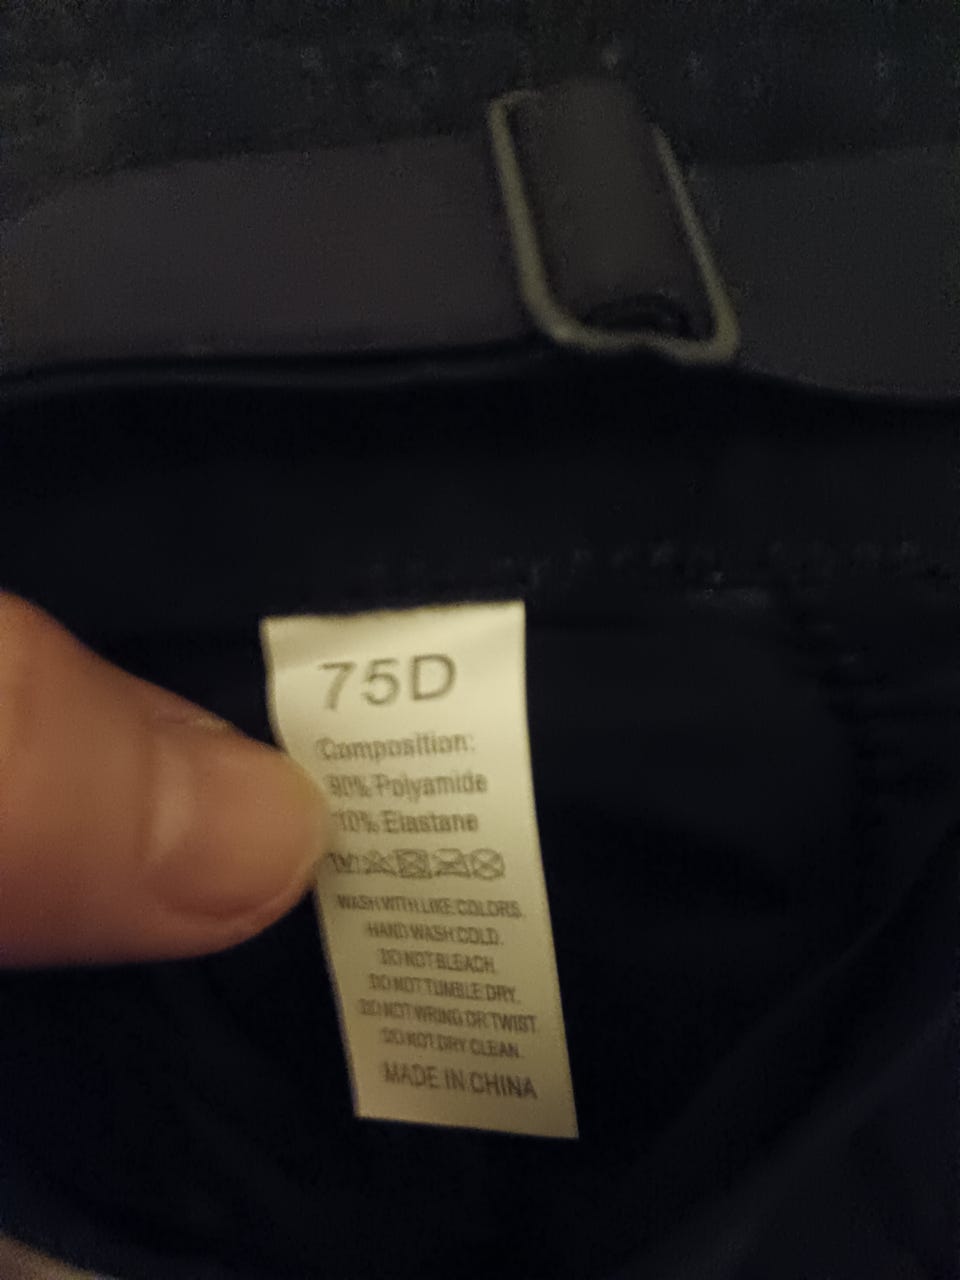 75D
Composition:
90% Polyamide
10% Elastane
WASH WITH LIKE COLORS.
HAND WASH COLD.
DO NOT BLEACH.
DO NOT TUMBLE DRY.
DO NOT WRING OR TWIST
DO NOT DRY CLEAN.
MADE IN CHINA